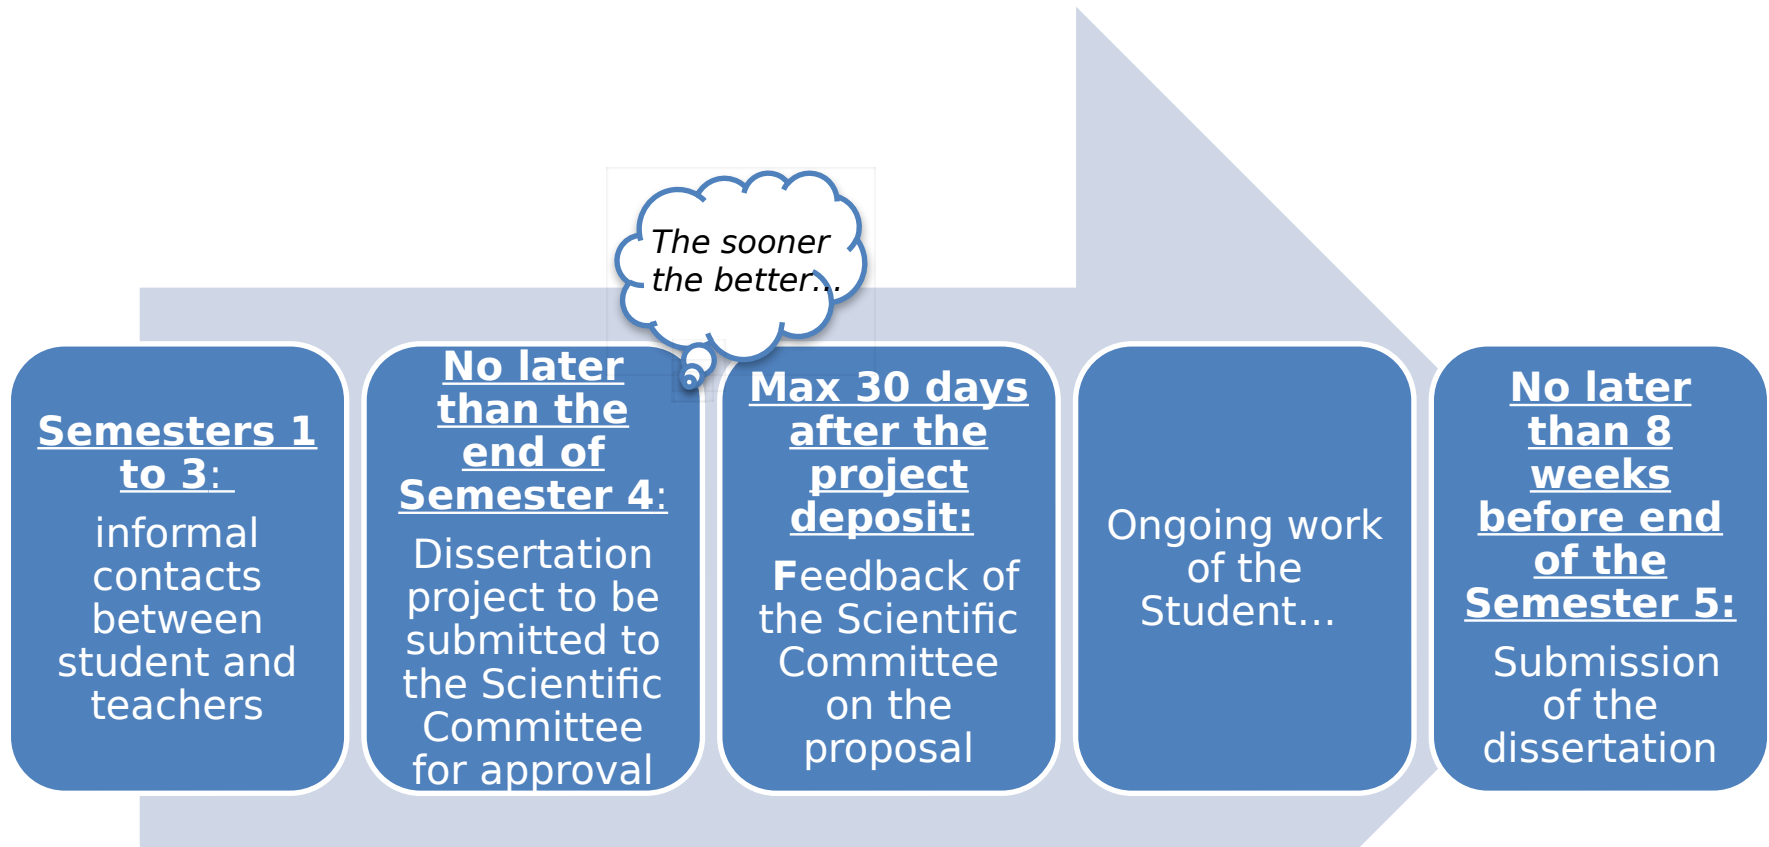 The sooner
the better...
Semesters 1
to 3:
informal
contacts
between
student and
teachers
No later
than the
end of
Semester 4:
Dissertation
project to be
submitted to
the Scientific
Committee
for approval
Max 30 days
after the
project
deposit:
Feedback of
the Scientific
Committee
on the
proposal
Ongoing work
of the
Student…
No later
than 8
weeks
before end
of the
Semester 5:
Submission
of the
dissertation